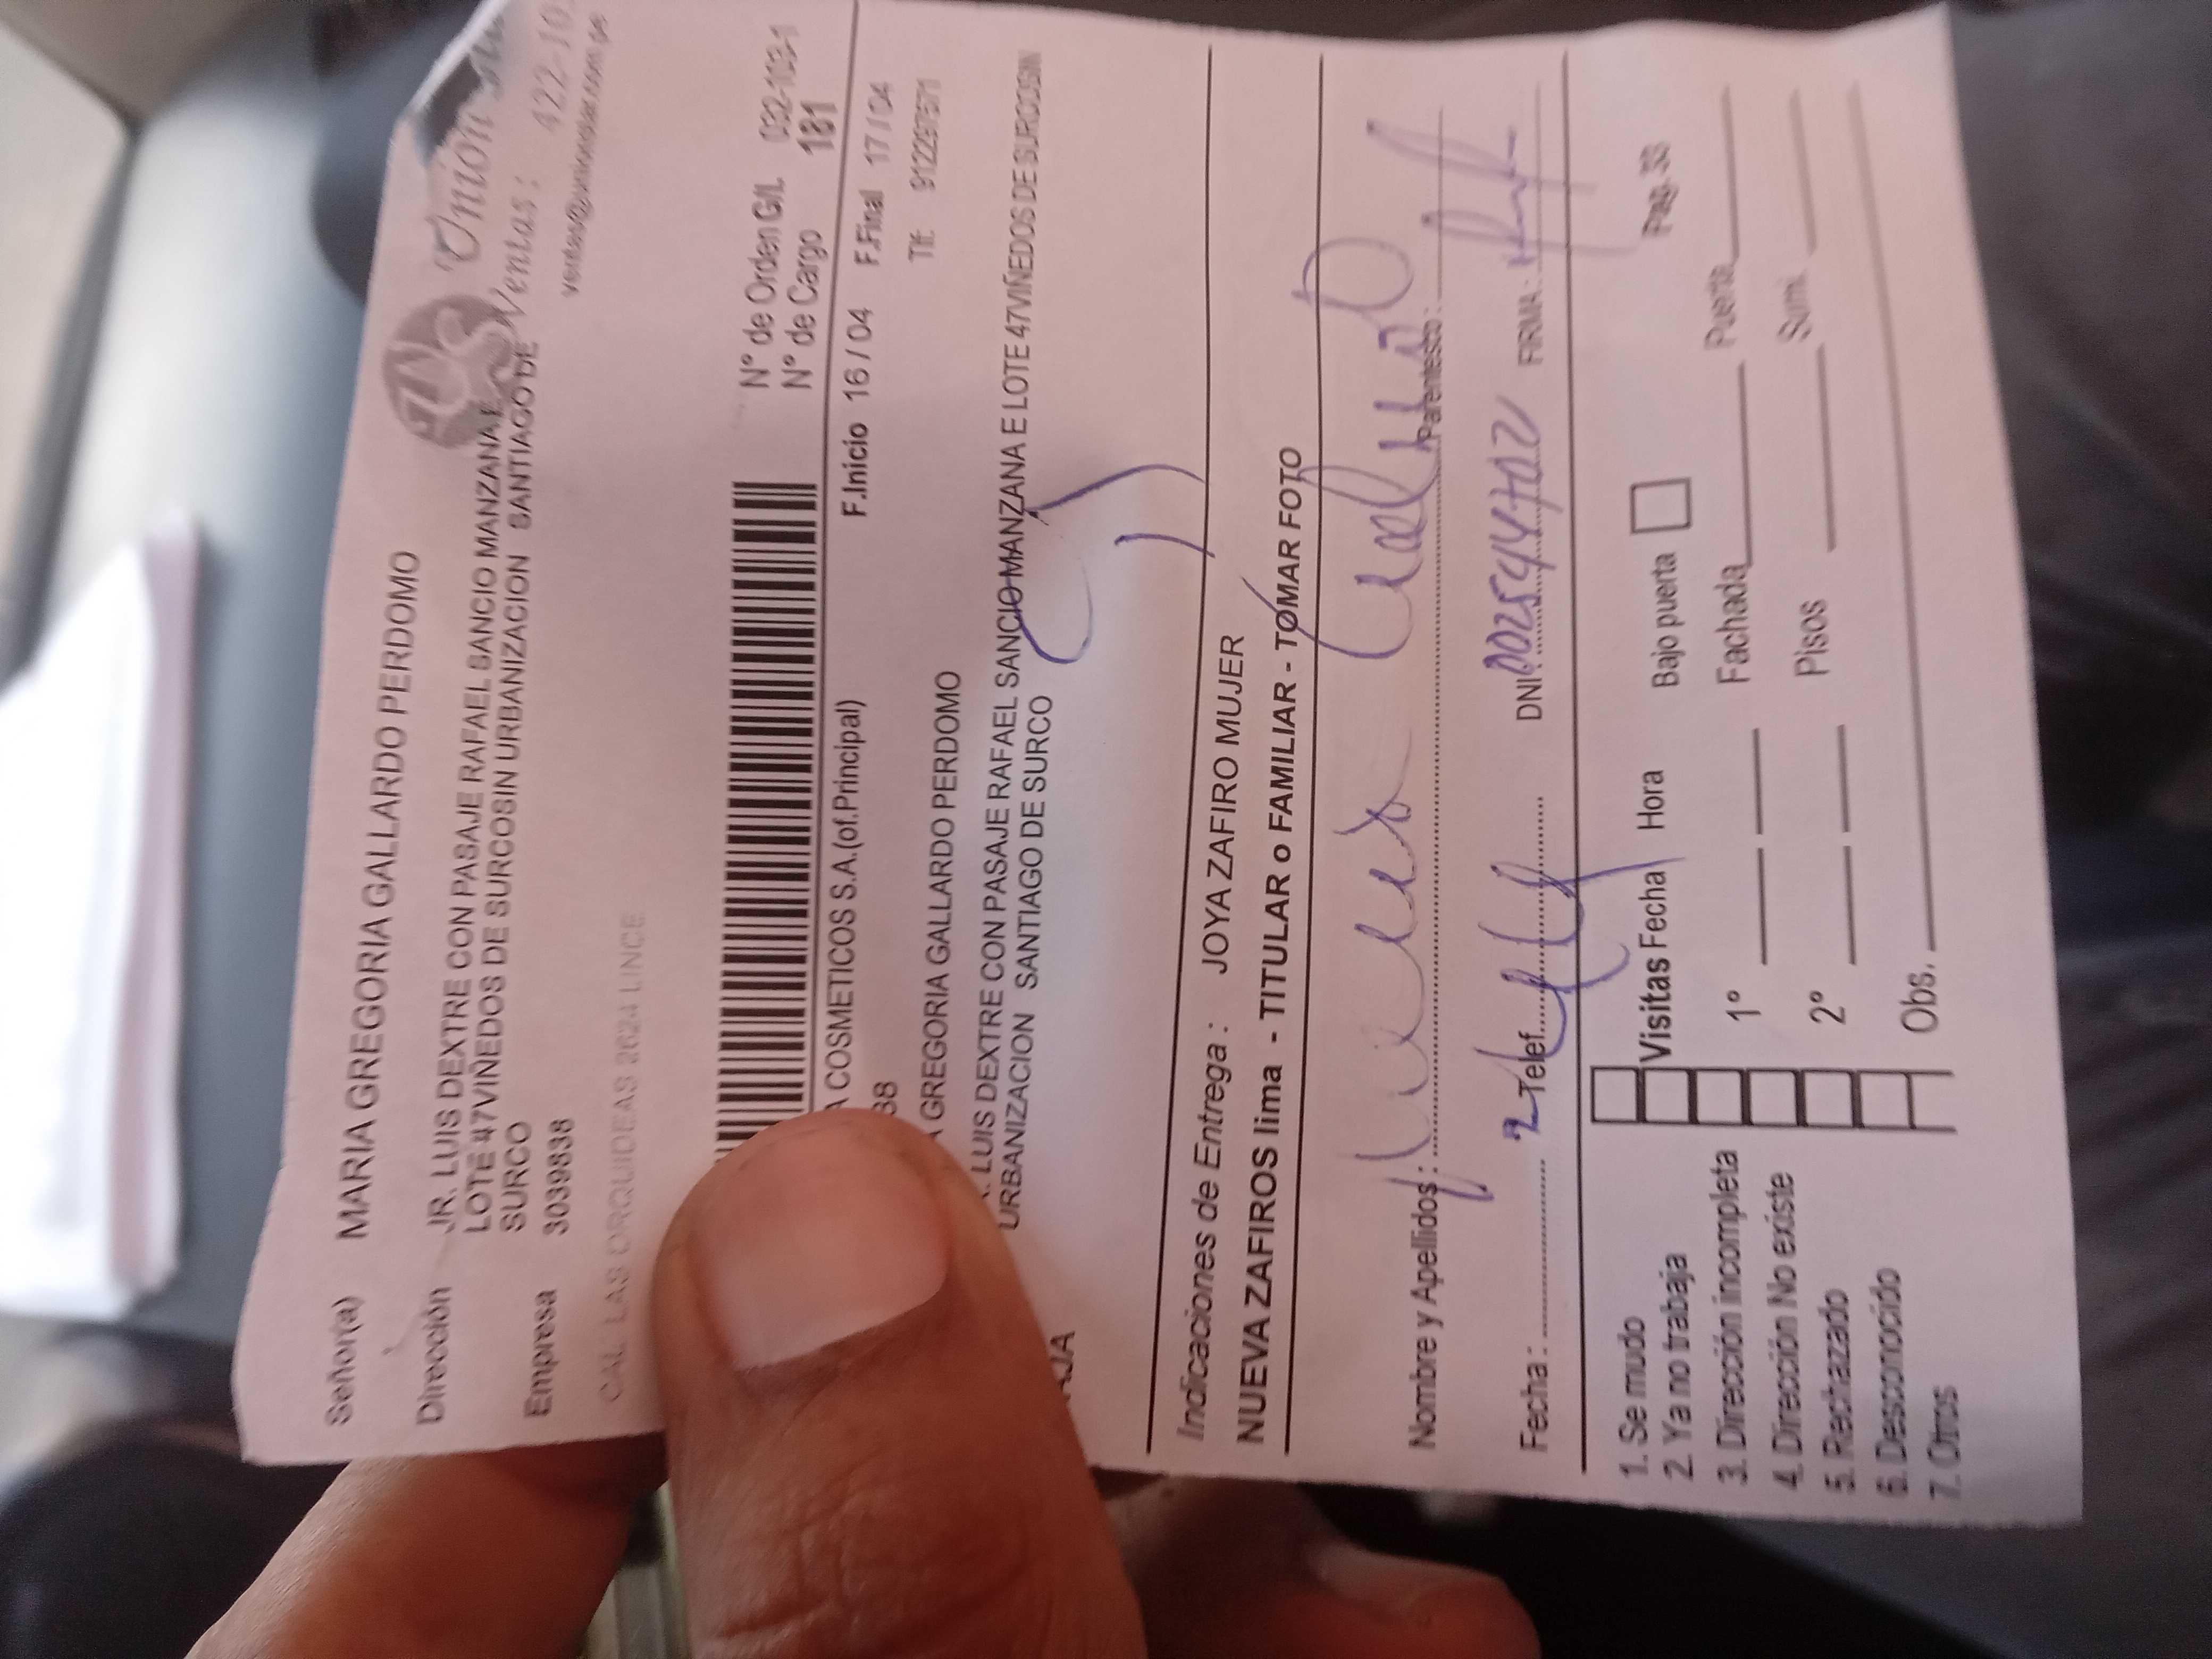 Señor(a) MARIA GREGORIA GALLARDO PERDOMO
Dirección JR. LUIS DEXTRE CON PASAJE RAFAEL SANCIO MANZANA E
LOTE 47VIÑEDOS DE SURCOSIN URBANIZACION SANTIAGO DE
SURCO
Empresa 3039838
CAL LAS ORQUIDEAS 2624 LINCE
Unión
Ventas : 422-10
N° de Orden G/L 032-103-1
N° de Cargo 181
COSMETICOS S.A.(of.Principal) F.Inicio 16 / 04 F.Final 17 / 04
38 Tlf:
GREGORIA GALLARDO PERDOMO
LUIS DEXTRE CON PASAJE RAFAEL SANCIO MANZANA E LOTE 47VIÑEDOS DE SURCOSIN
URBANIZACION SANTIAGO DE SURCO
Indicaciones de Entrega : JOYA ZAFIRO MUJER
NUEVA ZAFIROS lima - TITULAR o FAMILIAR - TOMAR FOTO
Nombre y Apellidos : Parentesco :
Fecha : Telef. DNI: FIRMA:
Pag. 33
1. Se mudo
2. Ya no trabaja
3. Dirección incompleta
4. Dirección No existe
5. Rechazado
6. Desconocido
7. Otros
Visitas Fecha Hora Bajo puerta
1° Fachada Puerta
2° Pisos Sumi.
Obs.